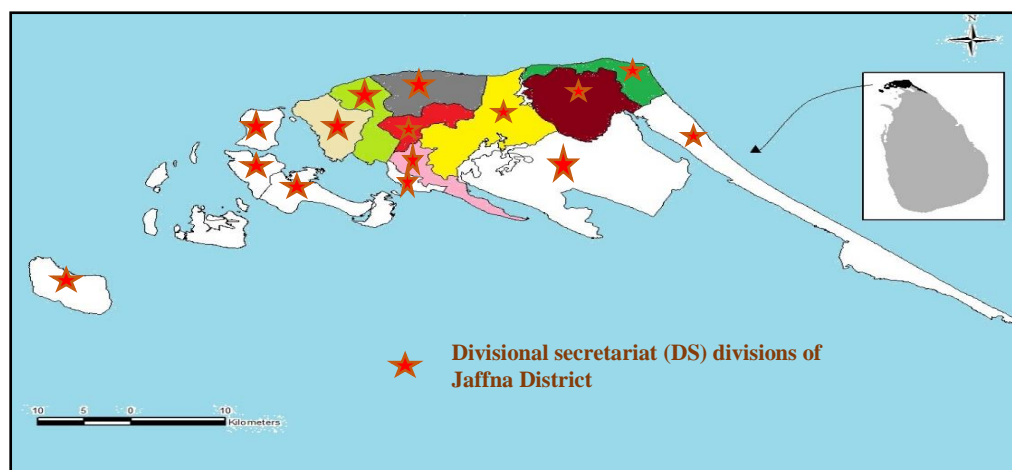 N
Divisional secretariat (DS) divisions of
Jaffna District
10 5 0 10
Kilometers